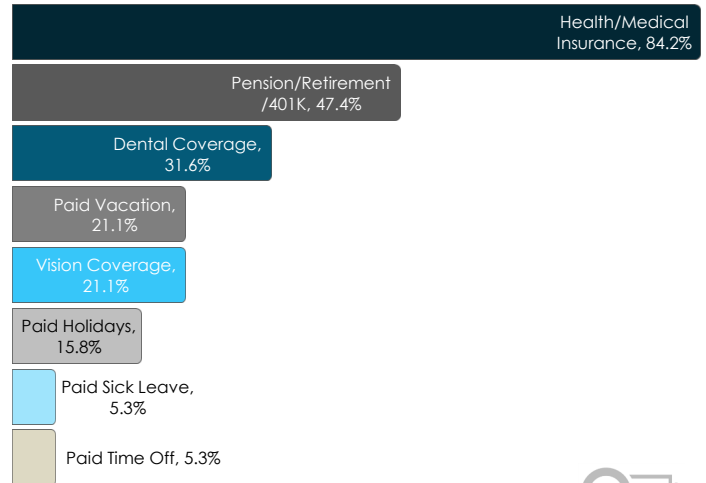 Health/Medical
Insurance, 84.2%
Pension/Retirement
/401K, 47.4%
Dental Coverage,
31.6%
Paid Vacation,
21.1%
Vision Coverage,
21.1%
Paid Holidays,
15.8%
Paid Sick Leave,
5.3%
Paid Time Off, 5.3%